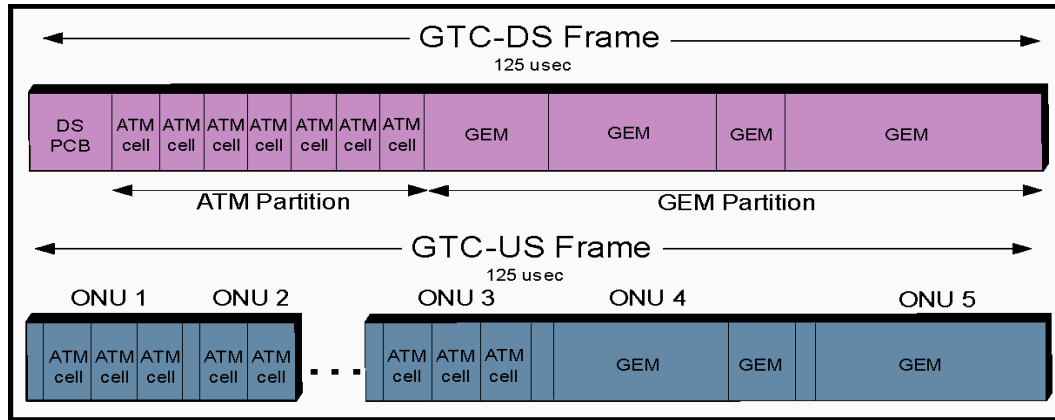 GTC-DS Frame
125 usec
DS PCB ATM cell ATM cell ATM cell ATM cell ATM cell ATM cell ATM cell GEM GEM GEM GEM
ATM Partition GEM Partition
GTC-US Frame
125 usec
ONU 1 ONU 2 ONU 3 ONU 4 ONU 5
ATM cell ATM cell ATM cell ATM cell ATM cell ... ATM cell ATM cell ATM cell GEM GEM GEM